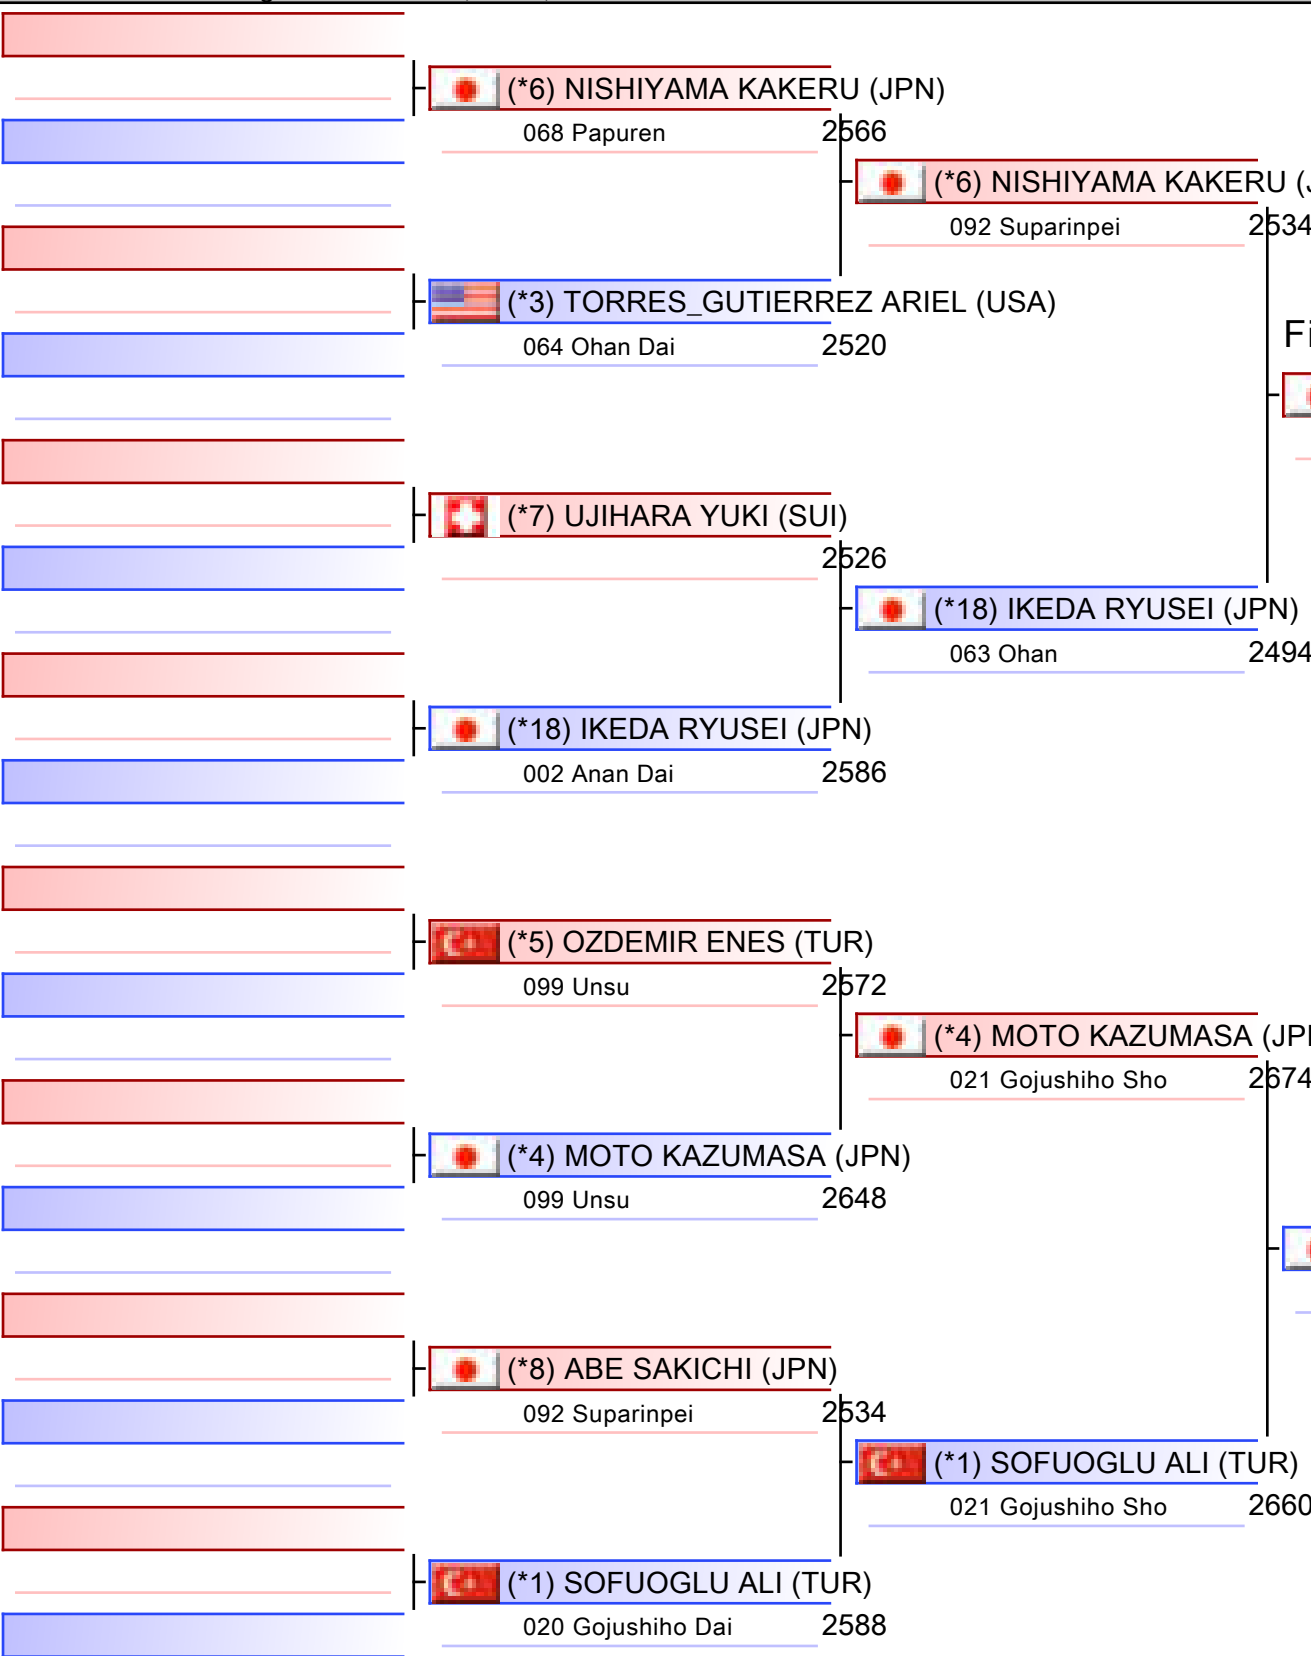 (*6) NISHIYAMA KAKERU (JPN)
068 Papuren 2566
(*6) NISHIYAMA KAKERU (
092 Suparinpei 2534
(*3) TORRES_GUTIERREZ ARIEL (USA)
064 Ohan Dai 2520
Fi
(*7) UJIHARA YUKI (SUI)
2526
(*18) IKEDA RYUSEI (JPN)
063 Ohan 2494
(*18) IKEDA RYUSEI (JPN)
002 Anan Dai 2586
(*5) OZDEMIR ENES (TUR)
099 Unsu 2572
(*4) MOTO KAZUMASA (JP
021 Gojushiho Sho 2674
(*4) MOTO KAZUMASA (JPN)
099 Unsu 2648
(*8) ABE SAKICHI (JPN)
092 Suparinpei 2534
(*1) SOFUOGLU ALI (TUR)
021 Gojushiho Sho 2660
(*1) SOFUOGLU ALI (TUR)
020 Gojushiho Dai 2588